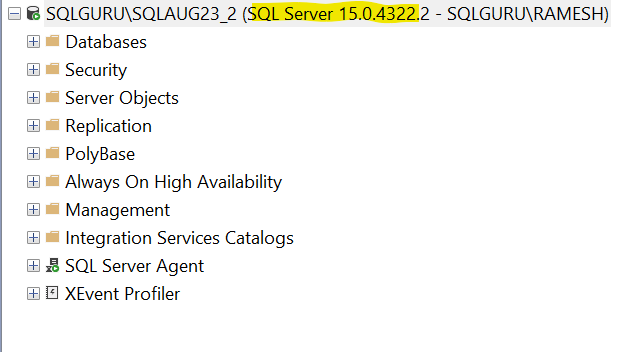 SQLGURU\SQLAUG23_2 (SQL Server 15.0.4322.2 - SQLGURU\RAMESH)
Databases
Security
Server Objects
Replication
PolyBase
Always On High Availability
Management
Integration Services Catalogs
SQL Server Agent
XEvent Profiler